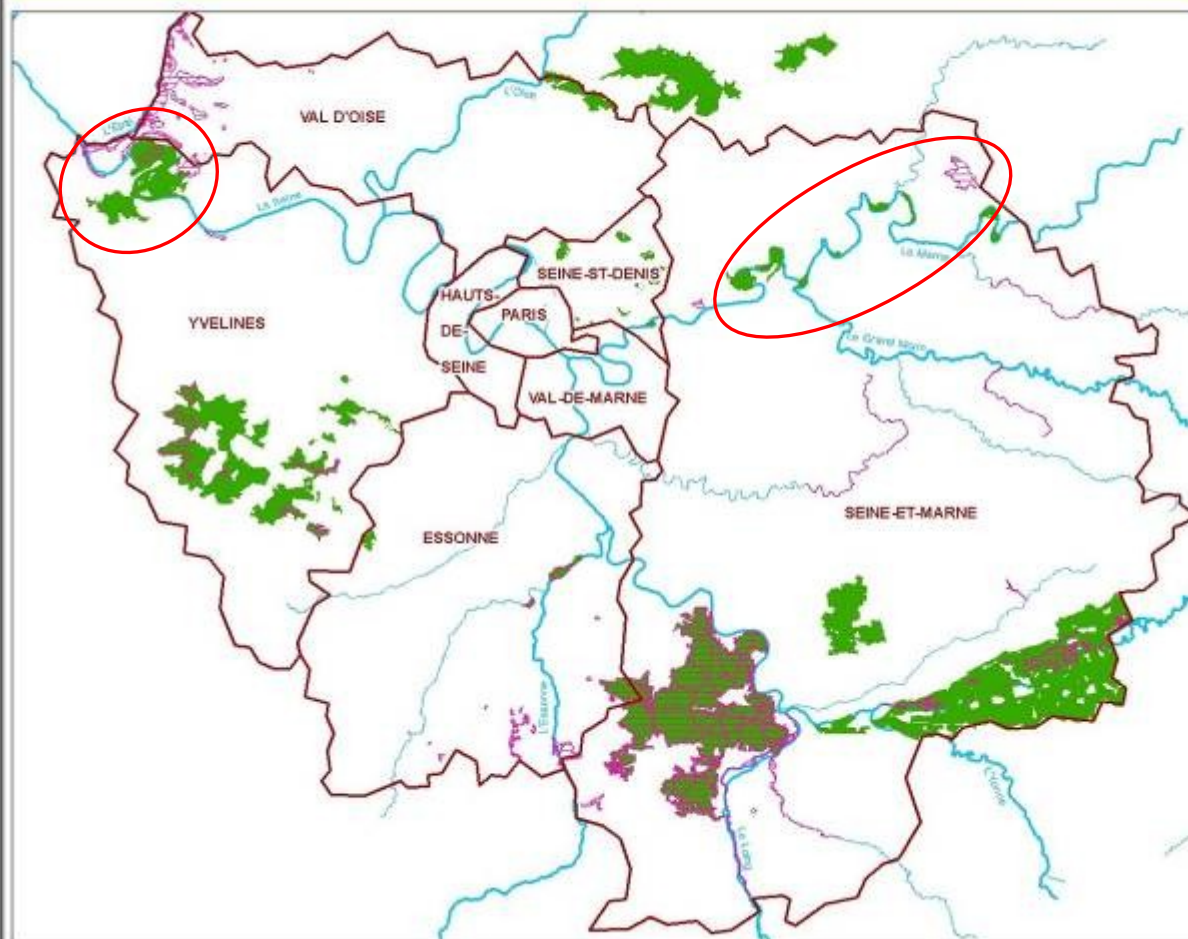 VAL D'OISE
L'Oise
L'Epte
La Seine
SEINE-ST-DENIS
HAUTS-
DE-
SEINE
PARIS
YVELINES
VAL-DE-MARNE
La Marne
Le Grand Morin
ESSONNE
SEINE-ET-MARNE
L'Essonne
Le Loing
L'Yonne